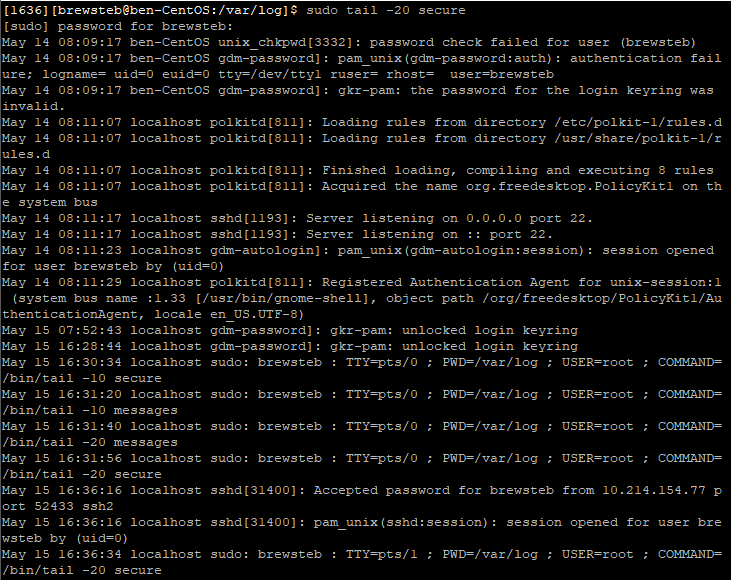 [1636][brewsteb@ben-CentOS:/var/log]$ sudo tail -20 secure
[sudo] password for brewsteb:
May 14 08:09:17 ben-CentOS unix_chkpwd[3332]: password check failed for user (brewsteb)
May 14 08:09:17 ben-CentOS gdm-password]: pam_unix(gdm-password:auth): authentication fail
ure; logname= uid=0 euid=0 tty=/dev/tty1 ruser= rhost=  user=brewsteb
May 14 08:09:17 ben-CentOS gdm-password]: gkr-pam: the password for the login keyring was
invalid.
May 14 08:11:07 localhost polkitd[811]: Loading rules from directory /etc/polkit-1/rules.d
May 14 08:11:07 localhost polkitd[811]: Loading rules from directory /usr/share/polkit-1/r
ules.d
May 14 08:11:07 localhost polkitd[811]: Finished loading, compiling and executing 8 rules
May 14 08:11:07 localhost polkitd[811]: Acquired the name org.freedesktop.PolicyKit1 on th
e system bus
May 14 08:11:17 localhost sshd[1193]: Server listening on 0.0.0.0 port 22.
May 14 08:11:17 localhost sshd[1193]: Server listening on :: port 22.
May 14 08:11:23 localhost gdm-autologin]: pam_unix(gdm-autologin:session): session opened
for user brewsteb by (uid=0)
May 14 08:11:29 localhost polkitd[811]: Registered Authentication Agent for unix-session:1
 (system bus name :1.33 [/usr/bin/gnome-shell], object path /org/freedesktop/PolicyKit1/Au
thenticationAgent, locale en_US.UTF-8)
May 15 07:52:43 localhost gdm-password]: gkr-pam: unlocked login keyring
May 15 16:28:44 localhost gdm-password]: gkr-pam: unlocked login keyring
May 15 16:30:34 localhost sudo: brewsteb : TTY=pts/0 ; PWD=/var/log ; USER=root ; COMMAND=
/bin/tail -10 secure
May 15 16:31:20 localhost sudo: brewsteb : TTY=pts/0 ; PWD=/var/log ; USER=root ; COMMAND=
/bin/tail -10 messages
May 15 16:31:40 localhost sudo: brewsteb : TTY=pts/0 ; PWD=/var/log ; USER=root ; COMMAND=
/bin/tail -20 messages
May 15 16:31:56 localhost sudo: brewsteb : TTY=pts/0 ; PWD=/var/log ; USER=root ; COMMAND=
/bin/tail -20 secure
May 15 16:36:16 localhost sshd[31400]: Accepted password for brewsteb from 10.214.154.77 p
ort 52433 ssh2
May 15 16:36:16 localhost sshd[31400]: pam_unix(sshd:session): session opened for user bre
wsteb by (uid=0)
May 15 16:36:34 localhost sudo: brewsteb : TTY=pts/1 ; PWD=/var/log ; USER=root ; COMMAND=
/bin/tail -20 secure